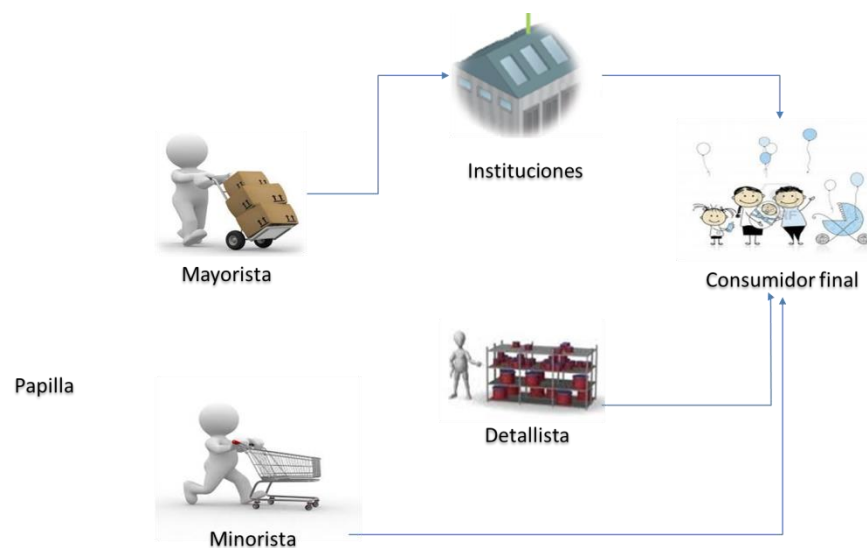 Instituciones
Mayorista
Consumidor final
Papilla
Detallista
Minorista